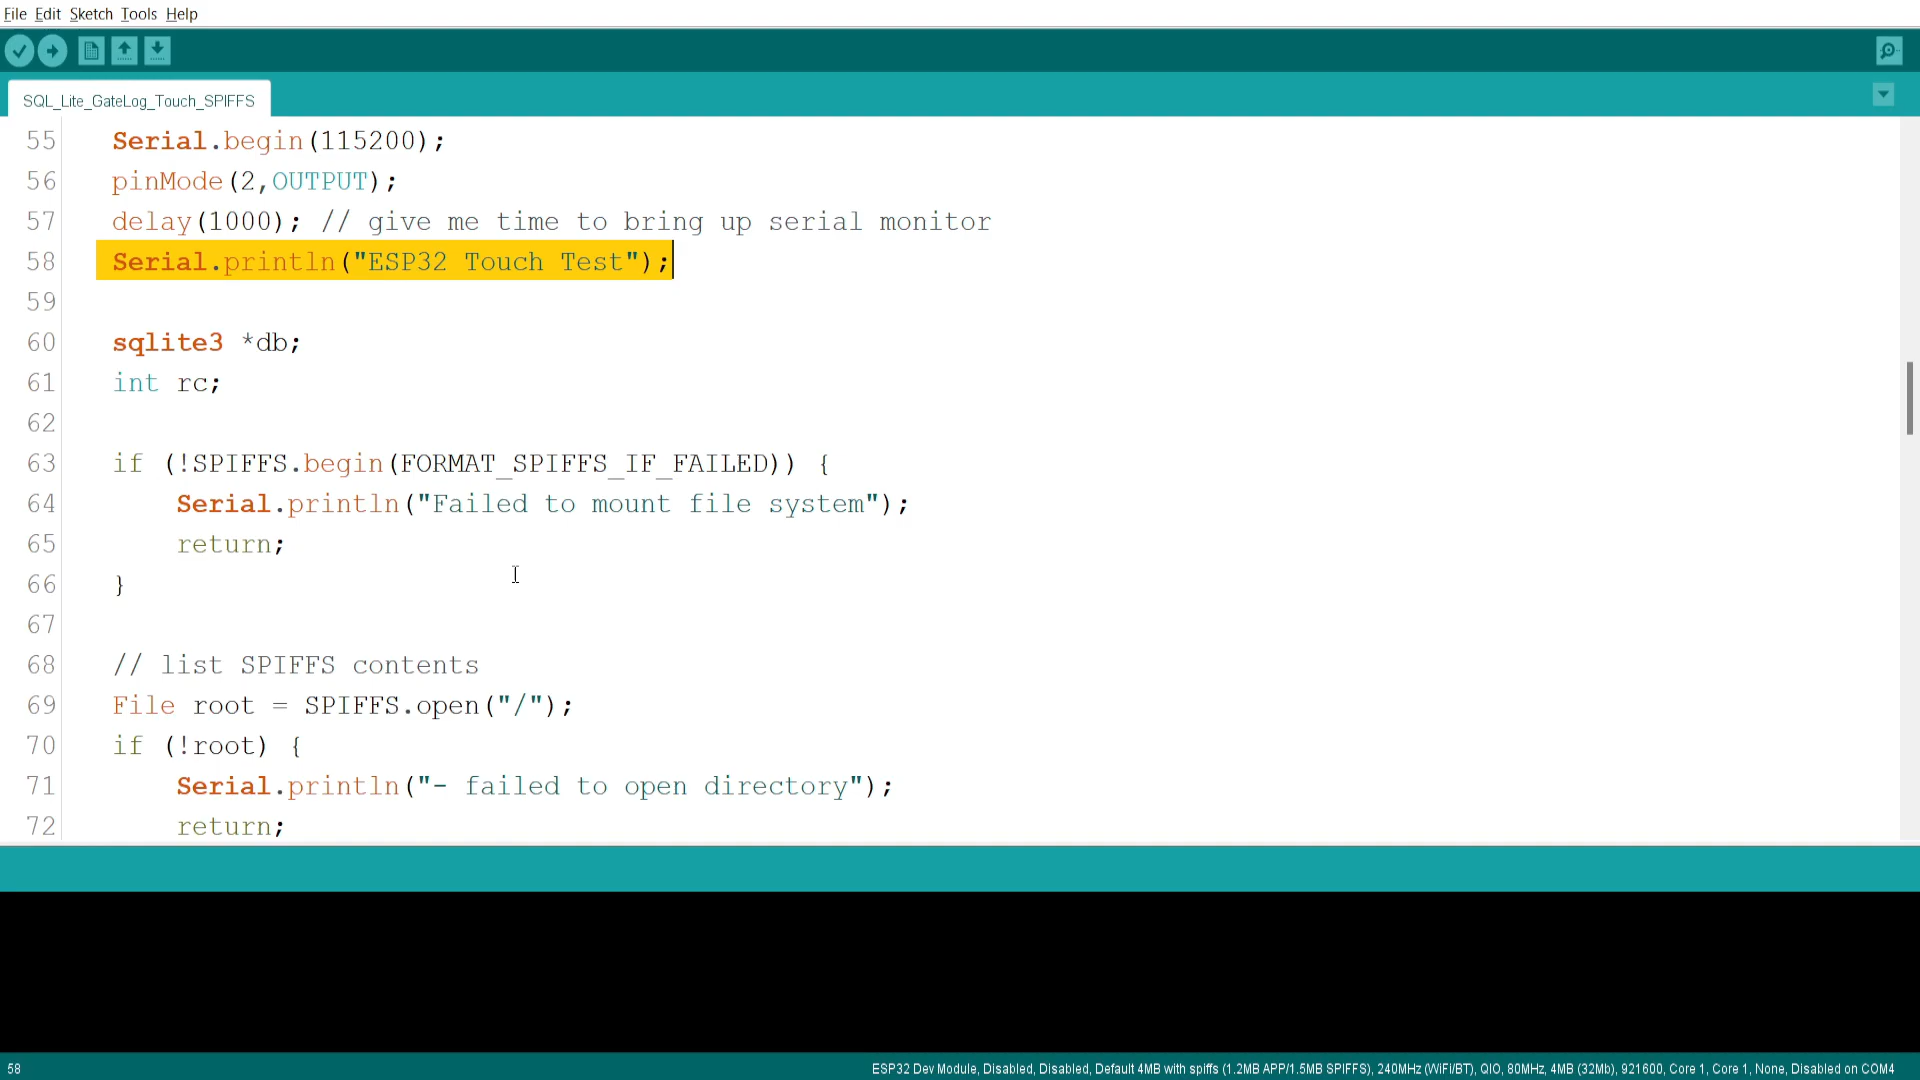 File Edit Sketch Tools Help
SQL_Lite_GateLog_Touch_SPIFFS
55 Serial.begin(115200);
56 pinMode(2,OUTPUT);
57 delay(1000); // give me time to bring up serial monitor
58 Serial.println("ESP32 Touch Test");
59
60 sqlite3 *db;
61 int rc;
62
63 if (!SPIFFS.begin(FORMAT_SPIFFS_IF_FAILED)) {
64 Serial.println("Failed to mount file system");
65 return;
66 }
67
68 // list SPIFFS contents
69 File root = SPIFFS.open("/");
70 if (!root) {
71 Serial.println("- failed to open directory");
72 return;
58 ESP32 Dev Module, Disabled, Disabled, Default 4MB with spiffs (1.2MB APP/1.5MB SPIFFS), 240MHz (WiFi/BT), QIO, 80MHz, 4MB (32Mb), 921600, Core 1, Core 1, None, Disabled on COM4